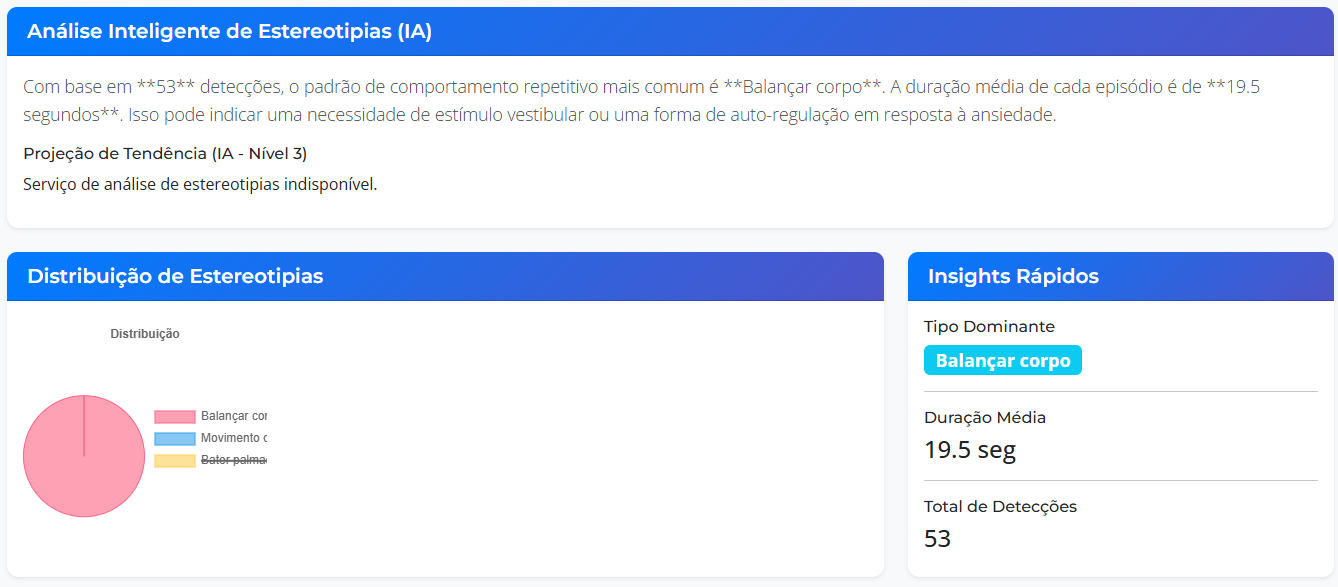 Análise Inteligente de Estereotipias (IA)
Com base em **53** detecções, o padrão de comportamento repetitivo mais comum é **Balançar corpo**. A duração média de cada episódio é de **19.5
segundos**. Isso pode indicar uma necessidade de estímulo vestibular ou uma forma de auto-regulação em resposta à ansiedade.
Projeção de Tendência (IA - Nível 3)
Serviço de análise de estereotipias indisponível.
Distribuição de Estereotipias
Distribuição
Balançar cor
Movimento c
Bater palma
Insights Rápidos
Tipo Dominante
Balançar corpo
Duração Média
19.5 seg
Total de Detecções
53